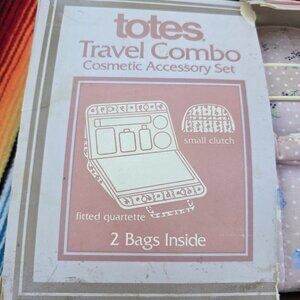 totes
Travel Combo
Cosmetic Accessory Set
small clutch
fitted quartette
2 Bags Inside